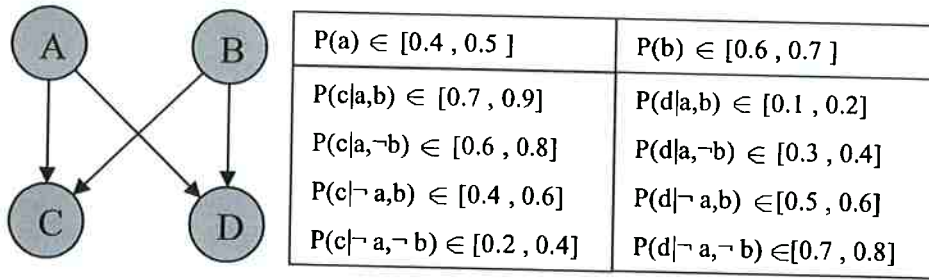 A B
C D
P(a) ∈ [0.4 , 0.5 ] P(b) ∈ [0.6 , 0.7 ]
P(c|a,b) ∈ [0.7 , 0.9] P(d|a,b) ∈ [0.1 , 0.2]
P(c|a,¬b) ∈ [0.6 , 0.8] P(d|a,¬b) ∈ [0.3 , 0.4]
P(c|¬ a,b) ∈ [0.4 , 0.6] P(d|¬ a,b) ∈[0.5 , 0.6]
P(c|¬ a,¬ b) ∈ [0.2 , 0.4] P(d|¬ a,¬ b) ∈[0.7 , 0.8]